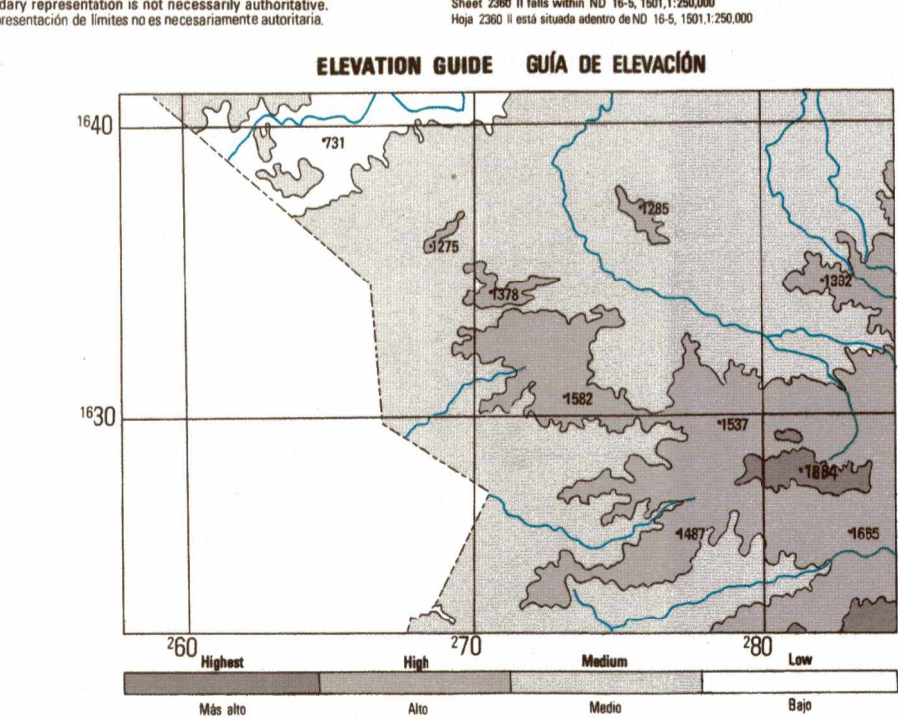 dary representation is not necessarily authoritative.
presentación de límites no es necesariamente autoritaria.
Sheet 2360 II falls within ND 16-5, 1501,1:250,000
Hoja 2360 II está situada adentro de ND 16-5, 1501,1:250,000
ELEVATION GUIDE GUÍA DE ELEVACÍÓN
1640
731
1285
1275
1382
1378
1582
1630
1537
1884
1487
1665
260 270 280
Highest High Medium Low
Más alto Alto Medio Bajo